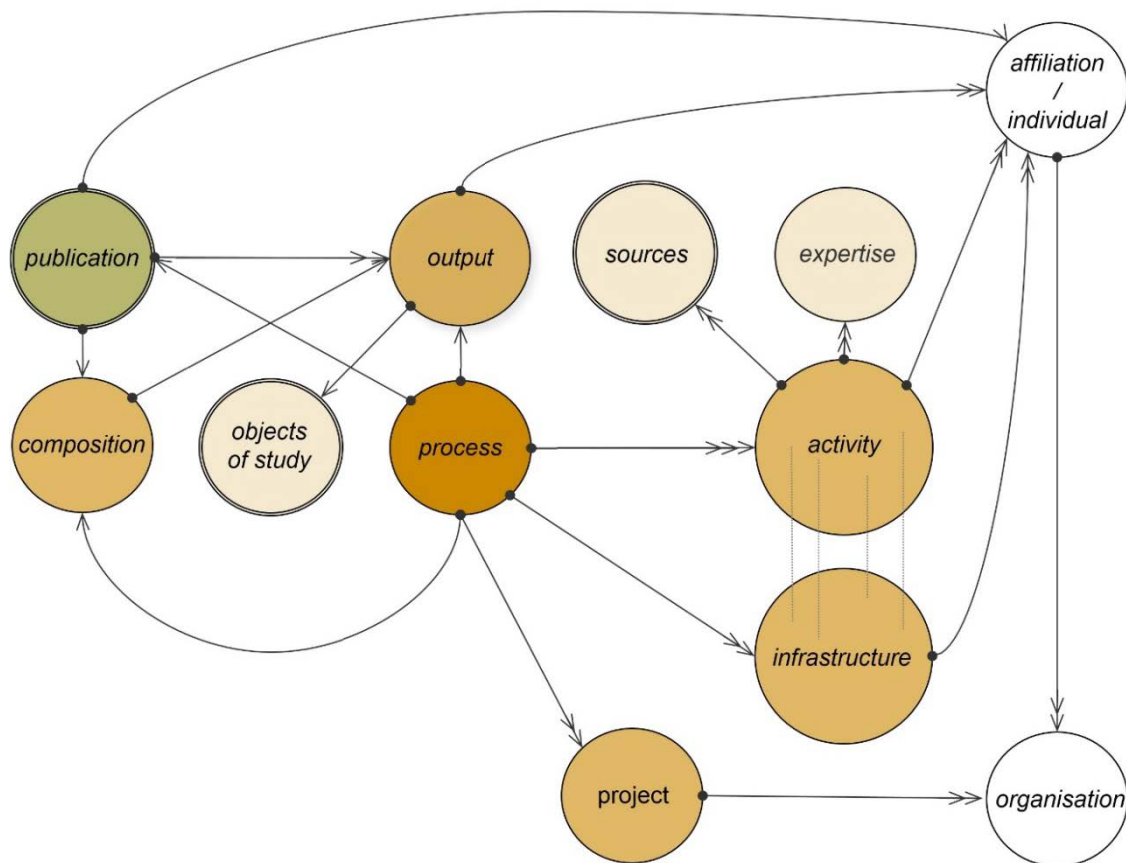 affiliation
/
individual
publication
output
sources
expertise
composition
objects
of study
process
activity
infrastructure
project
organisation